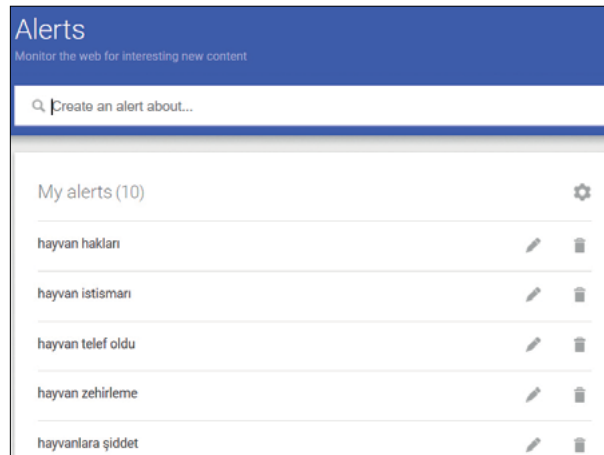 Alerts
Monitor the web for interesting new content
Create an alert about...
My alerts (10)
hayvan hakları
hayvan istismarı
hayvan telef oldu
hayvan zehirleme
hayvanlara şiddet